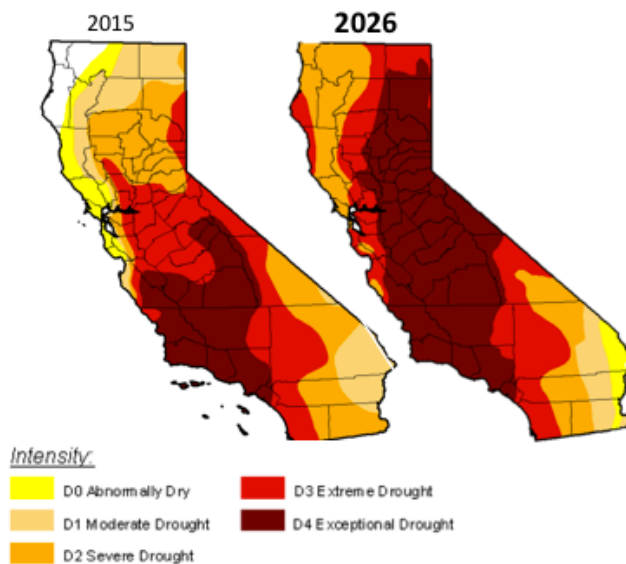 2015
2026
Intensity:
D0 Abnormally Dry
D1 Moderate Drought
D2 Severe Drought
D3 Extreme Drought
D4 Exceptional Drought